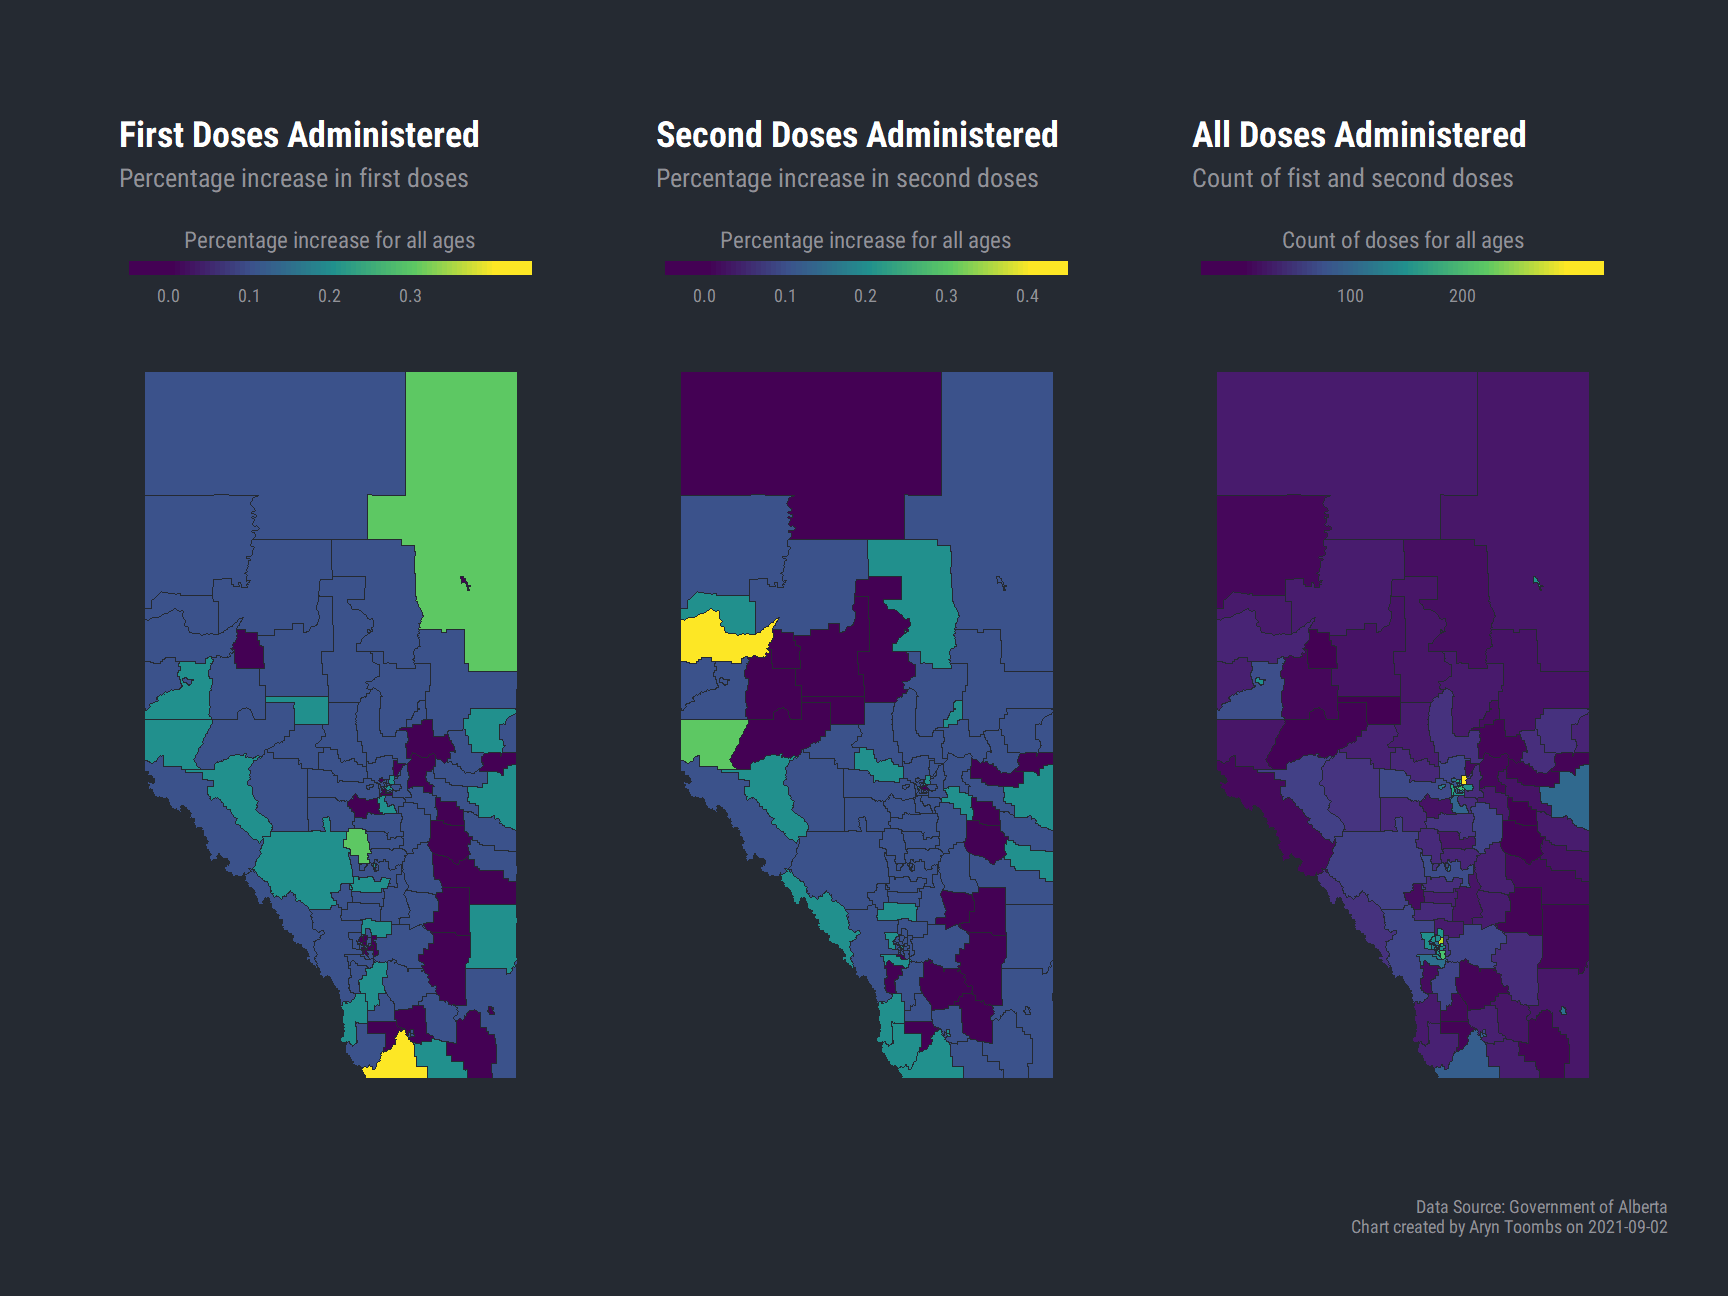 First Doses Administered
Percentage increase in first doses
Percentage increase for all ages
0.0 0.1 0.2 0.3
Second Doses Administered
Percentage increase in second doses
Percentage increase for all ages
0.0 0.1 0.2 0.3 0.4
All Doses Administered
Count of fist and second doses
Count of doses for all ages
100 200
Data Source: Government of Alberta
Chart created by Aryn Toombs on 2021-09-02